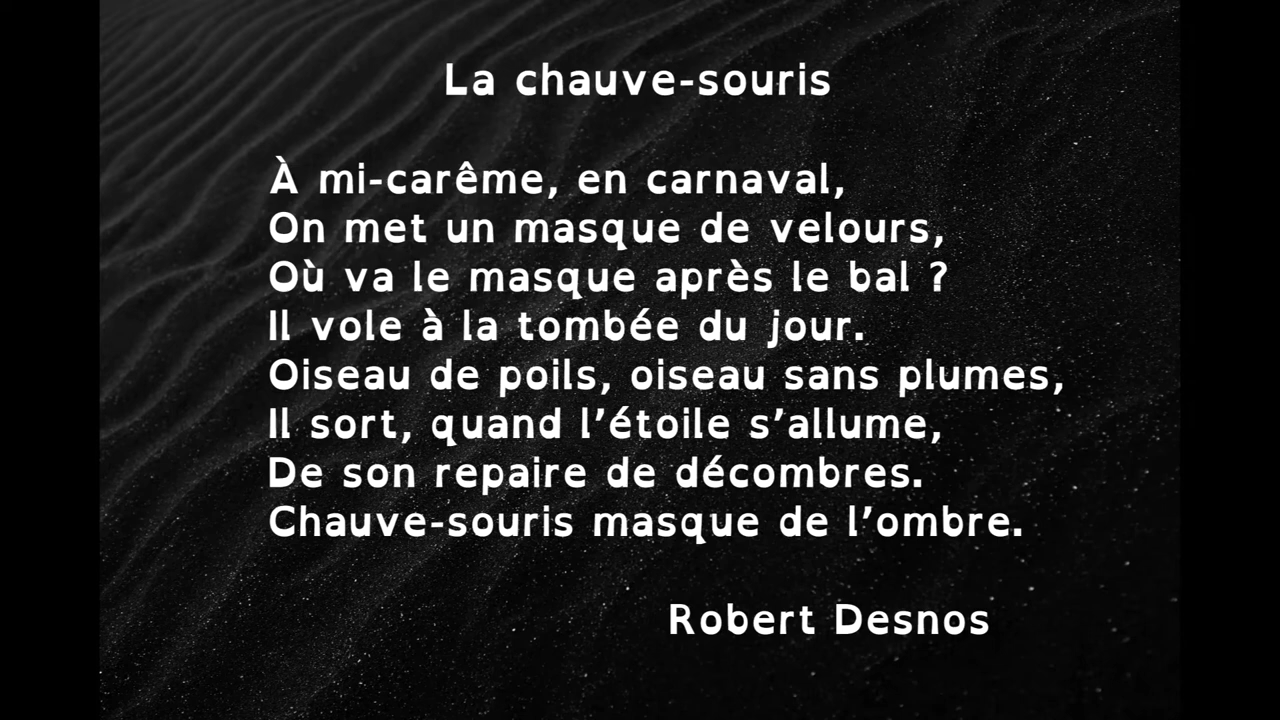 La chauve-souris
À mi-carême, en carnaval,
On met un masque de velours,
Où va le masque après le bal ?
Il vole à la tombée du jour.
Oiseau de poils, oiseau sans plumes,
Il sort, quand l’étoile s’allume,
De son repaire de décombres.
Chauve-souris masque de l’ombre.
Robert Desnos